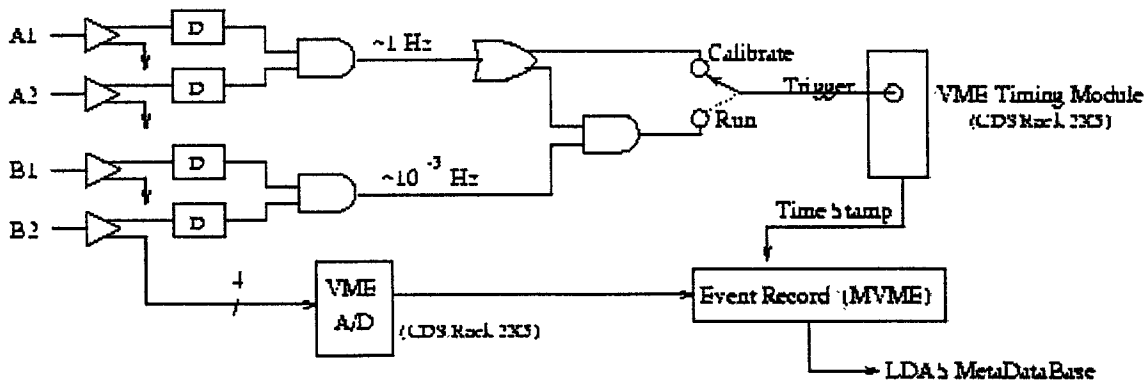 A1
D
~1 Hz
Calibrate
A2
D
Trigger
VME Timing Module
(CDS Rack 2X5)
Run
B1
D
~10 -3 Hz
B2
D
Time Stamp
4
VME
A/D
(CDS Rack 2X5)
Event Record (MVME)
LDAS MetaDataBase